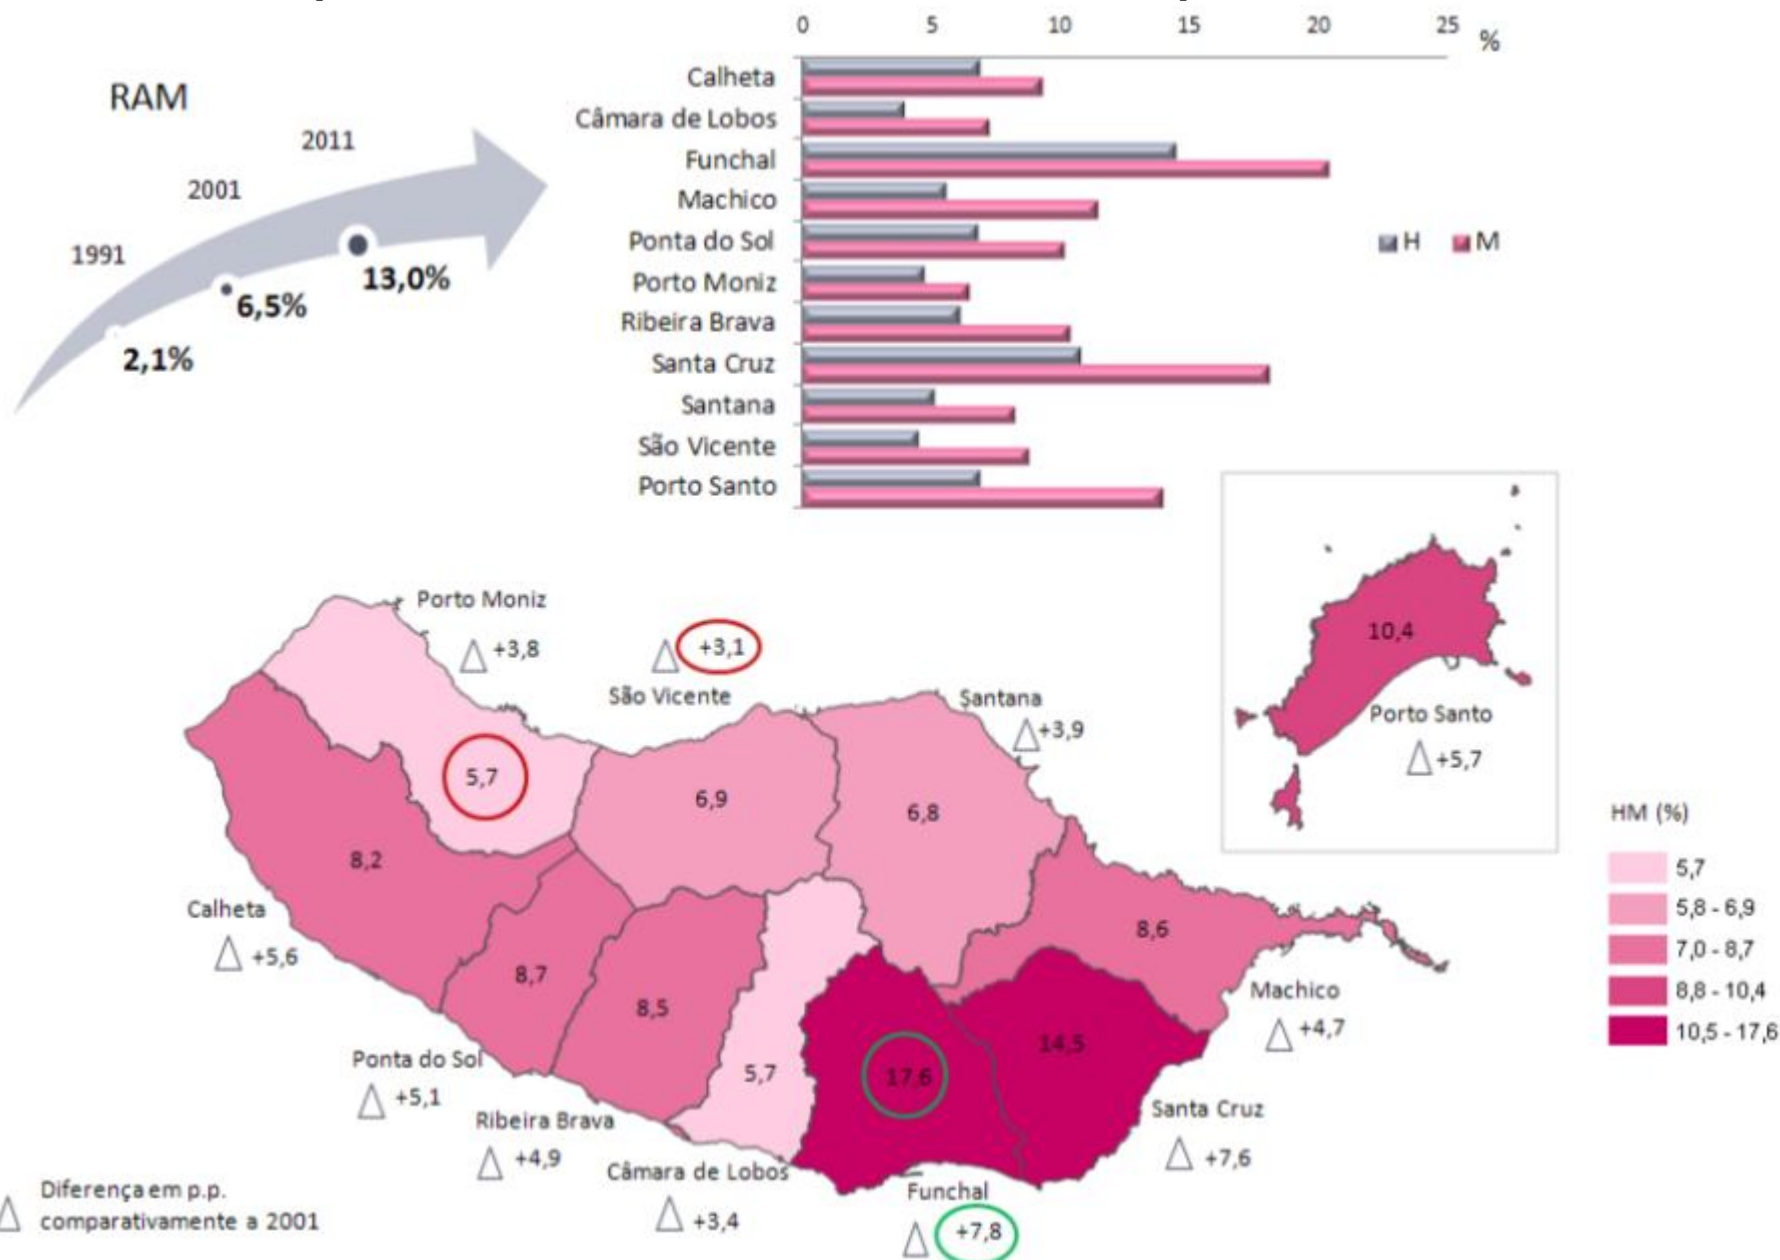 0 5 10 15 20 25 %
RAM
1991
2001
2011
2,1%
6,5%
13,0%
Calheta
Câmara de Lobos
Funchal
Machico
Ponta do Sol
Porto Moniz
Ribeira Brava
Santa Cruz
Santana
São Vicente
Porto Santo
H M
Porto Moniz
+3,8
5,7
+3,1
São Vicente
6,9
Santana
+3,9
6,8
10,4
Porto Santo
+5,7
8,2
Calheta
+5,6
8,7
Ponta do Sol
+5,1
8,5
Ribeira Brava
+4,9
5,7
Câmara de Lobos
+3,4
17,6
Funchal
+7,8
14,5
Santa Cruz
+7,6
8,6
Machico
+4,7
HM (%)
5,7
5,8 - 6,9
7,0 - 8,7
8,8 - 10,4
10,5 - 17,6
Diferença em p.p.
comparativamente a 2001